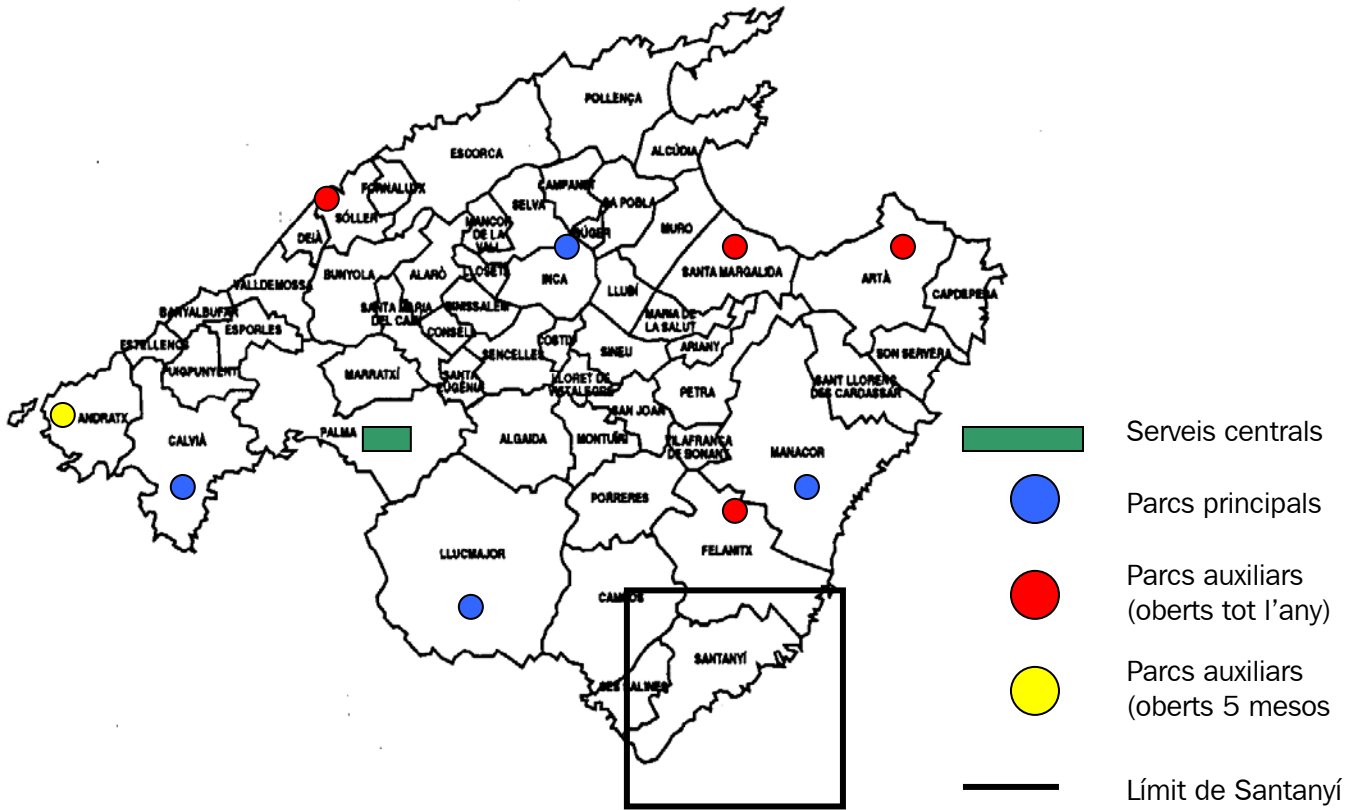 POLLENÇA
ALCÚDIA
ESCORCA
FORNALUTX
SÓLLER
DEIÀ
CAMPANET
SELVA
SA POBLA
BÚGER
MURO
MANCOR
DE LA
VALL
SANTA MARGALIDA
ARTÀ
CAPDEPERA
VALLDEMOSSA
BUNYOLA
ALARÓ
LLOSETA
INCA
LLUBÍ
MARIA DE
LA SALUT
BANYALBUFAR
ESPORLES
SANTA MARIA
DEL CAMÍ
BINISSALEM
CONSELL
ESTELLENCS
PUIGPUNYENT
MARRATXÍ
SANTA
EUGÈNIA
SENCELLES
COSTITX
SINEU
ARIANY
SON SERVERA
LLORET DE
VISTALEGRE
PETRA
SANT LLORENÇ
DES CARDASSAR
SAN JOAN
ANDRATX
CALVIÀ
PALMA
ALGAIDA
MONTUÏRI
VILAFRANCA
DE BONANY
MANACOR
PORRERES
LLUCMAJOR
FELANITX
CAMPOS
SANTANYÍ
SES SALINES
Serveis centrals
Parcs principals
Parcs auxiliars
(oberts tot l'any)
Parcs auxiliars
(oberts 5 mesos
Límit de Santanyí